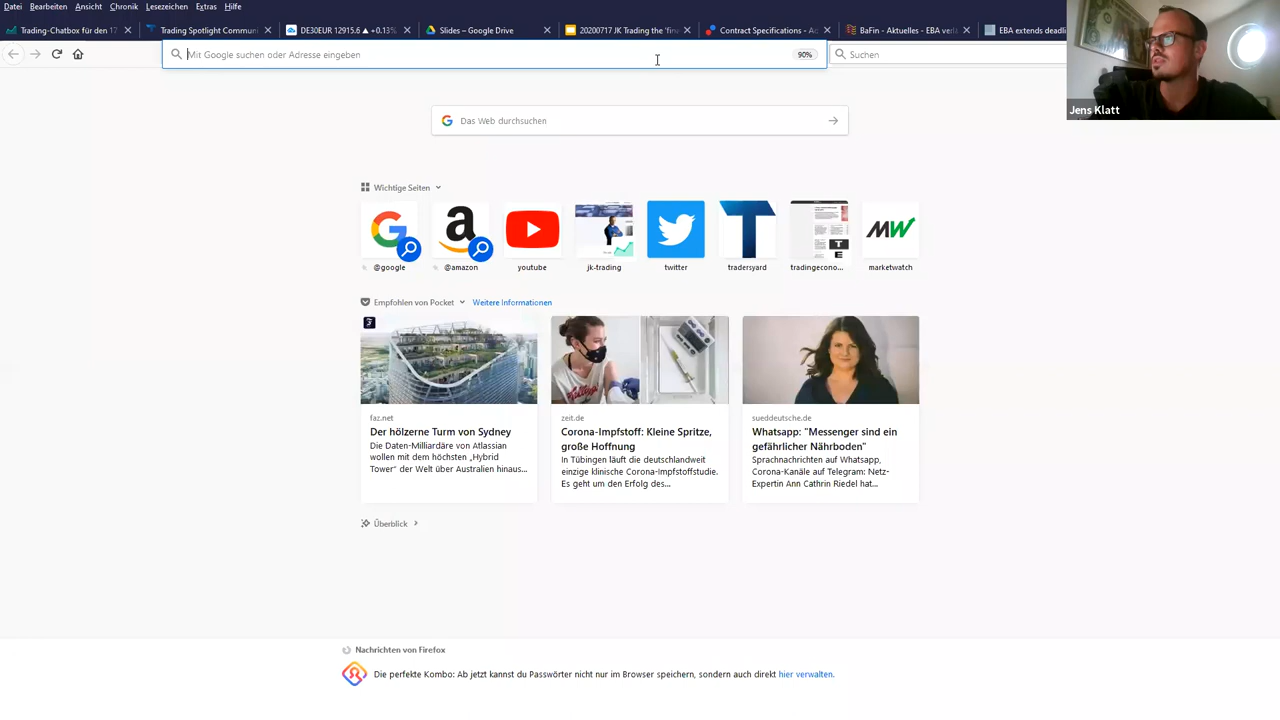 Datei Bearbeiten Ansicht Chronik Lesezeichen Extras Hilfe
Trading-Chatbox für den 17
Trading Spotlight Communi
DE30EUR 12915.6 ▲ +0.13%
Slides – Google Drive
20200717 JK Trading the 'fin
Contract Specifications - Ac
BaFin - Aktuelles - EBA verl
EBA extends deadli
Mit Google suchen oder Adresse eingeben
90%
Suchen
Jens Klatt
Das Web durchsuchen
Wichtige Seiten
@google
@amazon
youtube
jk-trading
twitter
tradersyard
tradingecono...
marketwatch
Empfohlen von Pocket
Weitere Informationen
faz.net
Der hölzerne Turm von Sydney
Die Daten-Milliardäre von Atlassian
wollen mit dem höchsten „Hybrid
Tower“ der Welt über Australien hinaus...
zeit.de
Corona-Impfstoff: Kleine Spritze,
große Hoffnung
In Tübingen läuft die deutschlandweit
einzige klinische Corona-Impfstoffstudie.
Es geht um den Erfolg des...
sueddeutsche.de
Whatsapp: "Messenger sind ein
gefährlicher Nährboden"
Sprachnachrichten auf Whatsapp,
Corona-Kanäle auf Telegram: Netz-
Expertin Ann Cathrin Riedel hat...
Überblick
Nachrichten von Firefox
Die perfekte Kombo: Ab jetzt kannst du Passwörter nicht nur im Browser speichern, sondern auch direkt hier verwalten.